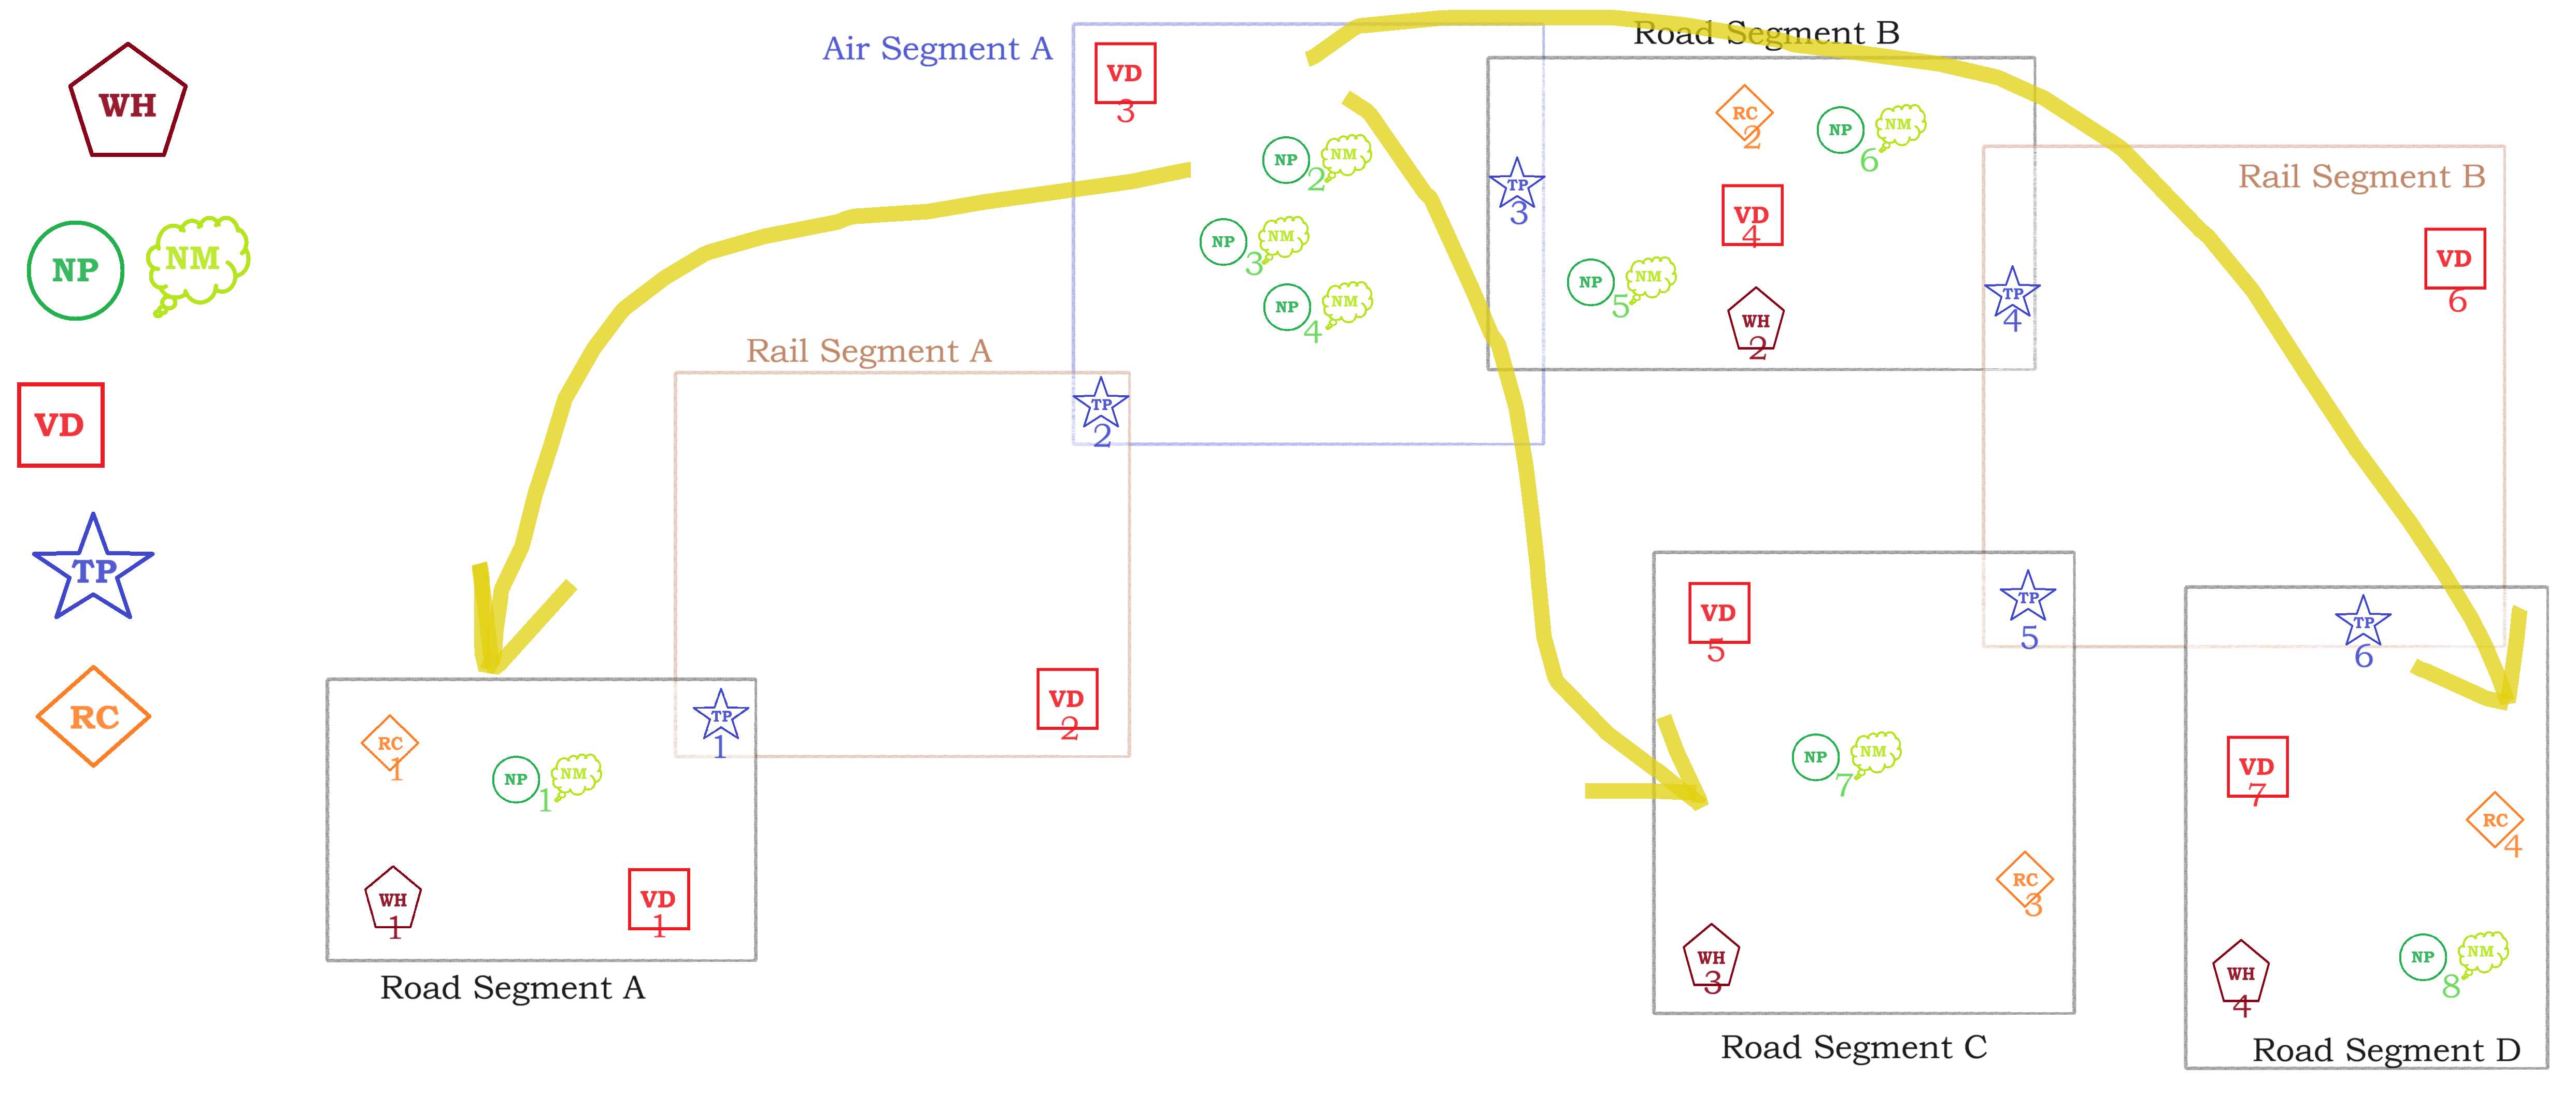 WH
NP NM
VD
TP
RC
Air Segment A
VD
3
NP NM
2
NP NM
3
NP NM
4
TP
2
TP
3
Road Segment B
RC
2
NP NM
6
VD
4
NP NM
5
WH
2
TP
4
Rail Segment B
VD
6
Rail Segment A
TP
1
VD
2
RC
1
NP NM
1
WH
1
VD
1
Road Segment A
VD
5
TP
5
NP NM
7
RC
3
WH
3
Road Segment C
TP
6
VD
7
RC
4
WH
4
NP NM
8
Road Segment D